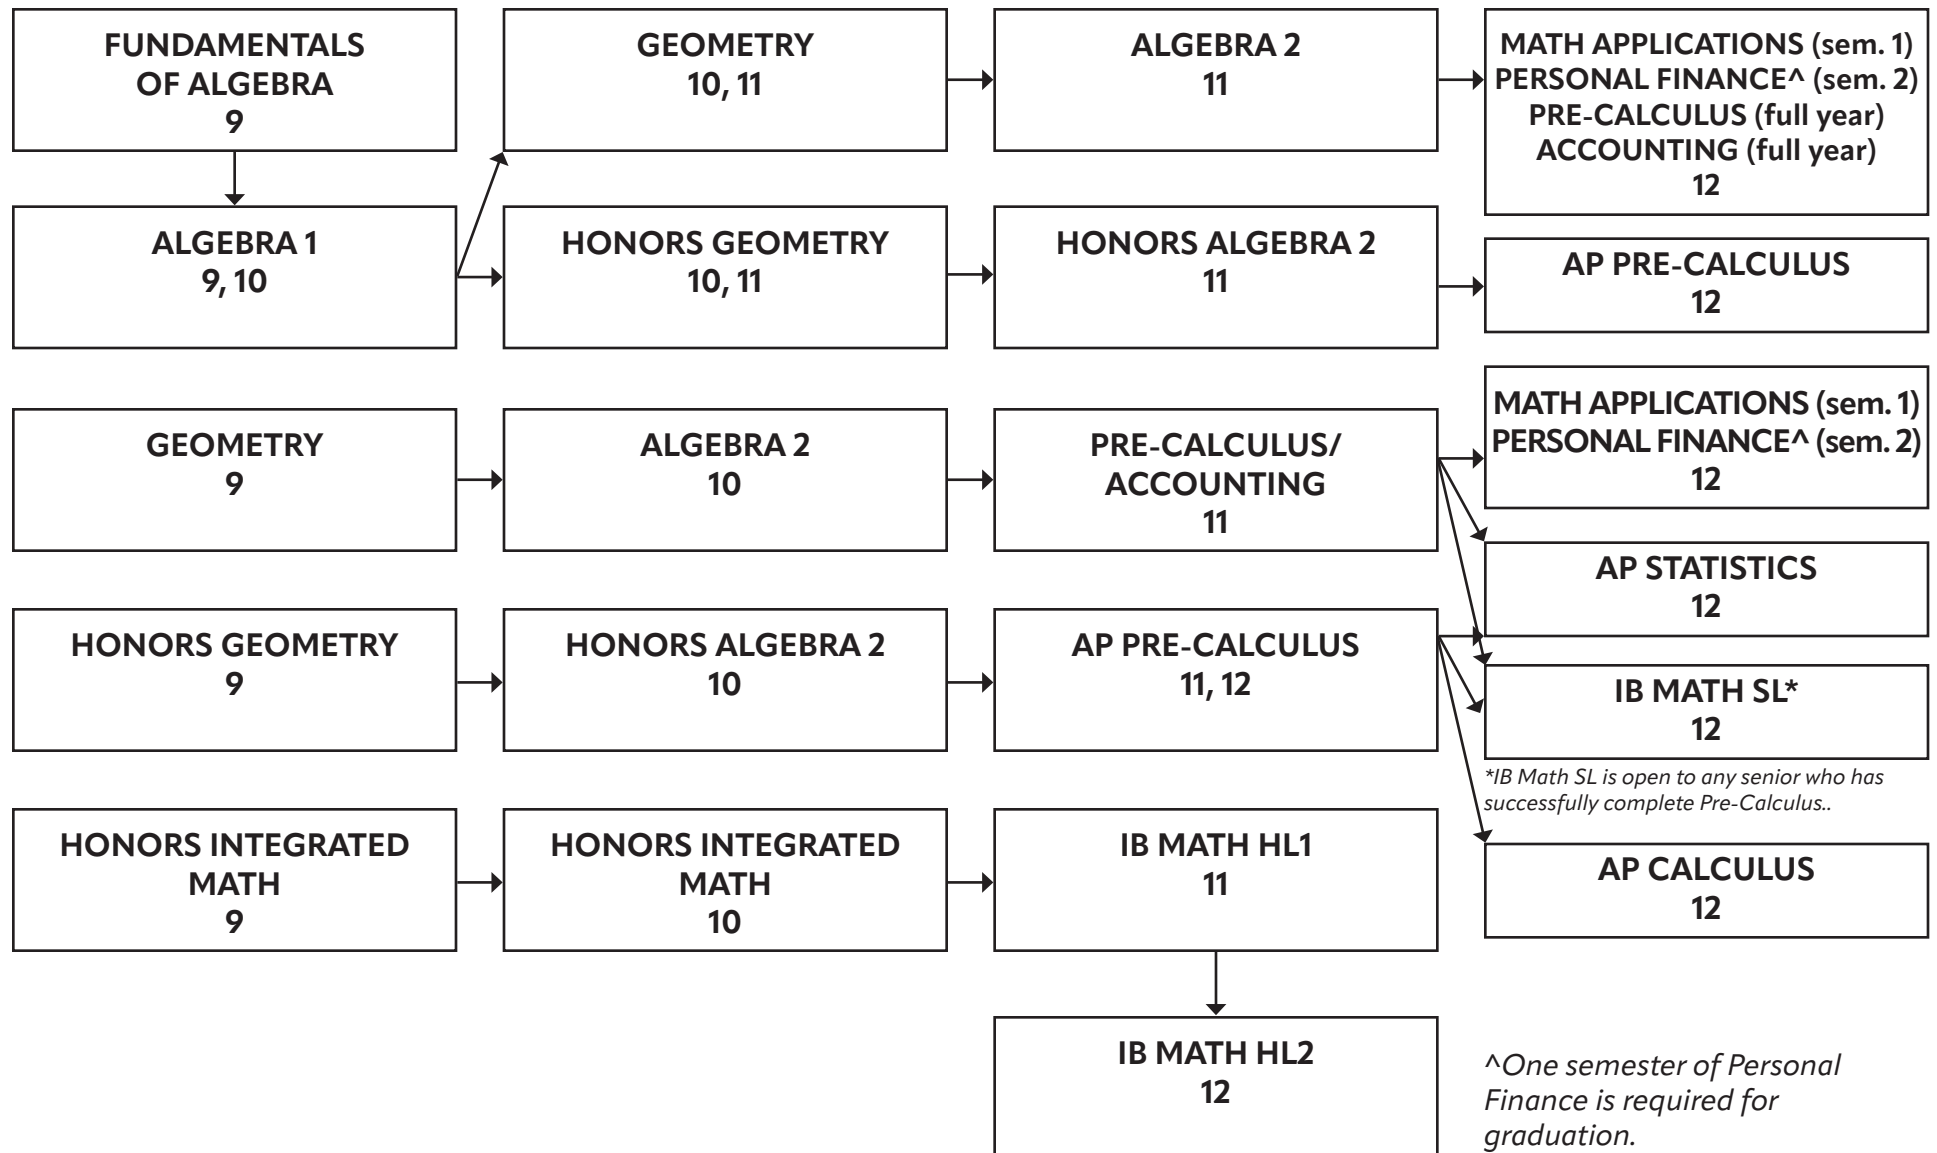 FUNDAMENTALS
OF ALGEBRA
9
GEOMETRY
10, 11
ALGEBRA 2
11
MATH APPLICATIONS (sem. 1)
PERSONAL FINANCE^ (sem. 2)
PRE-CALCULUS (full year)
ACCOUNTING (full year)
12
ALGEBRA 1
9, 10
HONORS GEOMETRY
10, 11
HONORS ALGEBRA 2
11
AP PRE-CALCULUS
12
GEOMETRY
9
ALGEBRA 2
10
PRE-CALCULUS/
ACCOUNTING
11
MATH APPLICATIONS (sem. 1)
PERSONAL FINANCE^ (sem. 2)
12
AP STATISTICS
12
HONORS GEOMETRY
9
HONORS ALGEBRA 2
10
AP PRE-CALCULUS
11, 12
IB MATH SL*
12
*IB Math SL is open to any senior who has
successfully complete Pre-Calculus..
HONORS INTEGRATED
MATH
9
HONORS INTEGRATED
MATH
10
IB MATH HL1
11
AP CALCULUS
12
IB MATH HL2
12
^One semester of Personal
Finance is required for
graduation.